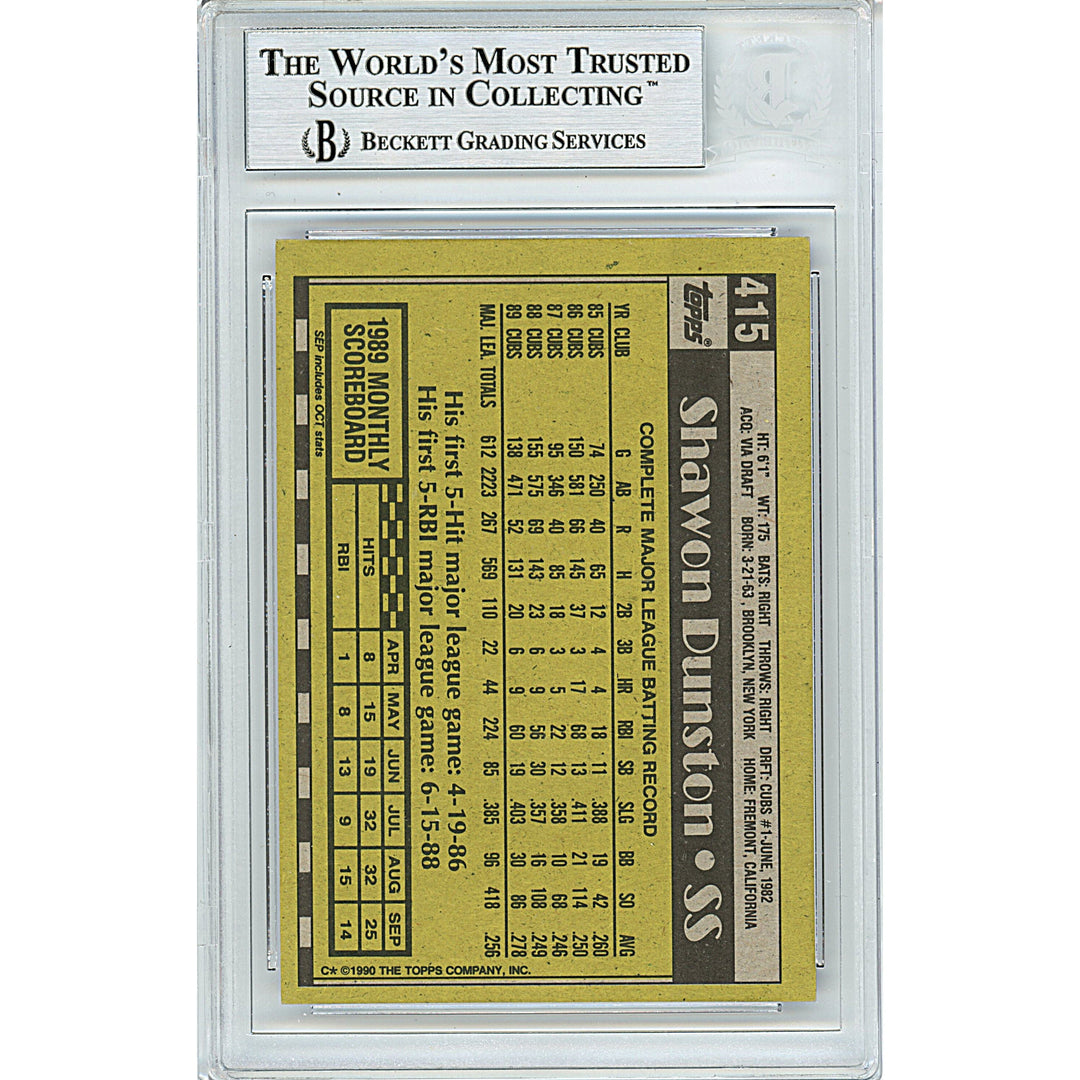 THE WORLD'S MOST TRUSTED
SOURCE IN COLLECTING™
B BECKETT GRADING SERVICES
415
HT: 6'1" WT: 175 BATS: RIGHT THROWS: RIGHT DRFT: CUBS #1-JUNE, 1982
ACQ: VIA DRAFT BORN: 3-21-63, BROOKLYN, NEW YORK HOME: FREMONT, CALIFORNIA
topps® Shawon Dunston • SS
COMPLETE MAJOR LEAGUE BATTING RECORD
YR CLUB G AB R H 2B 3B HR RBI SB SLG BB SO AVG
85 CUBS 74 250 40 65 12 4 4 18 11 .388 19 42 .260
86 CUBS 150 581 66 145 37 3 17 68 13 .411 21 114 .250
87 CUBS 95 346 40 85 18 3 5 22 12 .358 10 68 .246
88 CUBS 155 575 69 143 23 6 9 56 30 .357 16 108 .249
89 CUBS 138 471 52 131 20 6 9 60 19 .403 30 86 .278
MAJ. LEA. TOTALS 612 2223 267 569 110 22 44 224 85 .385 96 418 .256
His first 5-Hit major league game: 4-19-86
His first 5-RBI major league game: 6-15-88
1989 MONTHLY
SCOREBOARD
APR MAY JUN JUL AUG SEP
HITS 8 15 19 32 32 25
RBI 1 8 13 9 15 14
SEP includes OCT stats
C* ©1990 THE TOPPS COMPANY, INC.